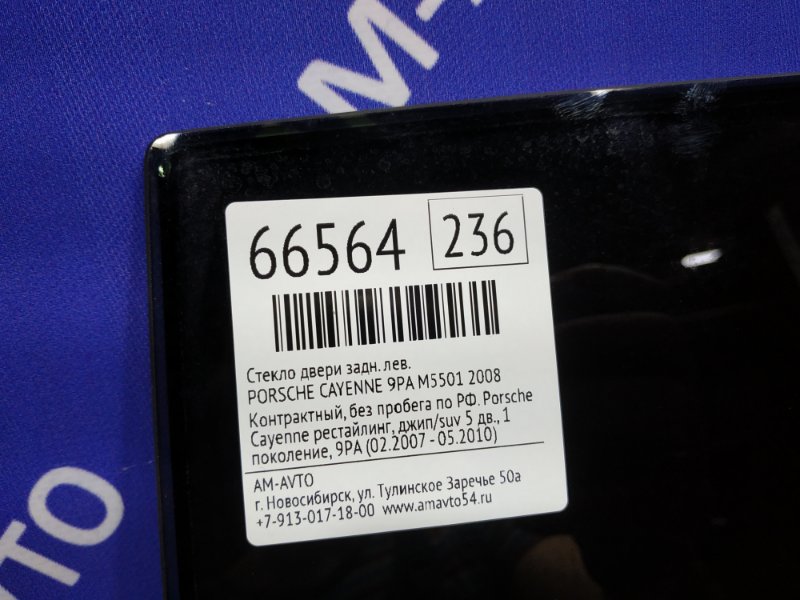 M-
66564 236
Стекло двери задн. лев.
PORSCHE CAYENNE 9PA M5501 2008
Контрактный, без пробега по РФ. Porsche
Cayenne рестайлинг, джип/suv 5 дв., 1
поколение, 9PA (02.2007 - 05.2010)
AM-AVTO
г. Новосибирск, ул. Тулинское Заречье 50а
+7-913-017-18-00 www.amavto54.ru
VTO